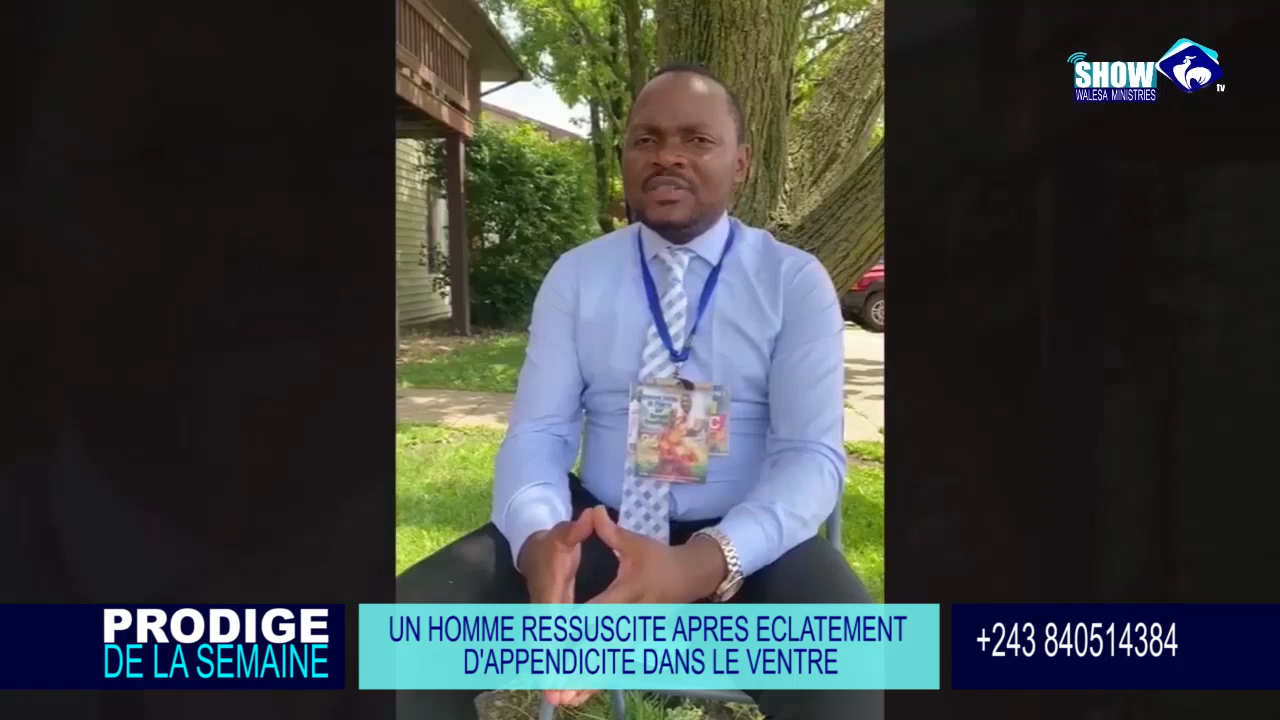 SHOW
WALESA MINISTRIES
tv
PRODIGE
DE LA SEMAINE
UN HOMME RESSUSCITE APRES ECLATEMENT
D'APPENDICITE DANS LE VENTRE
+243 840514384
C